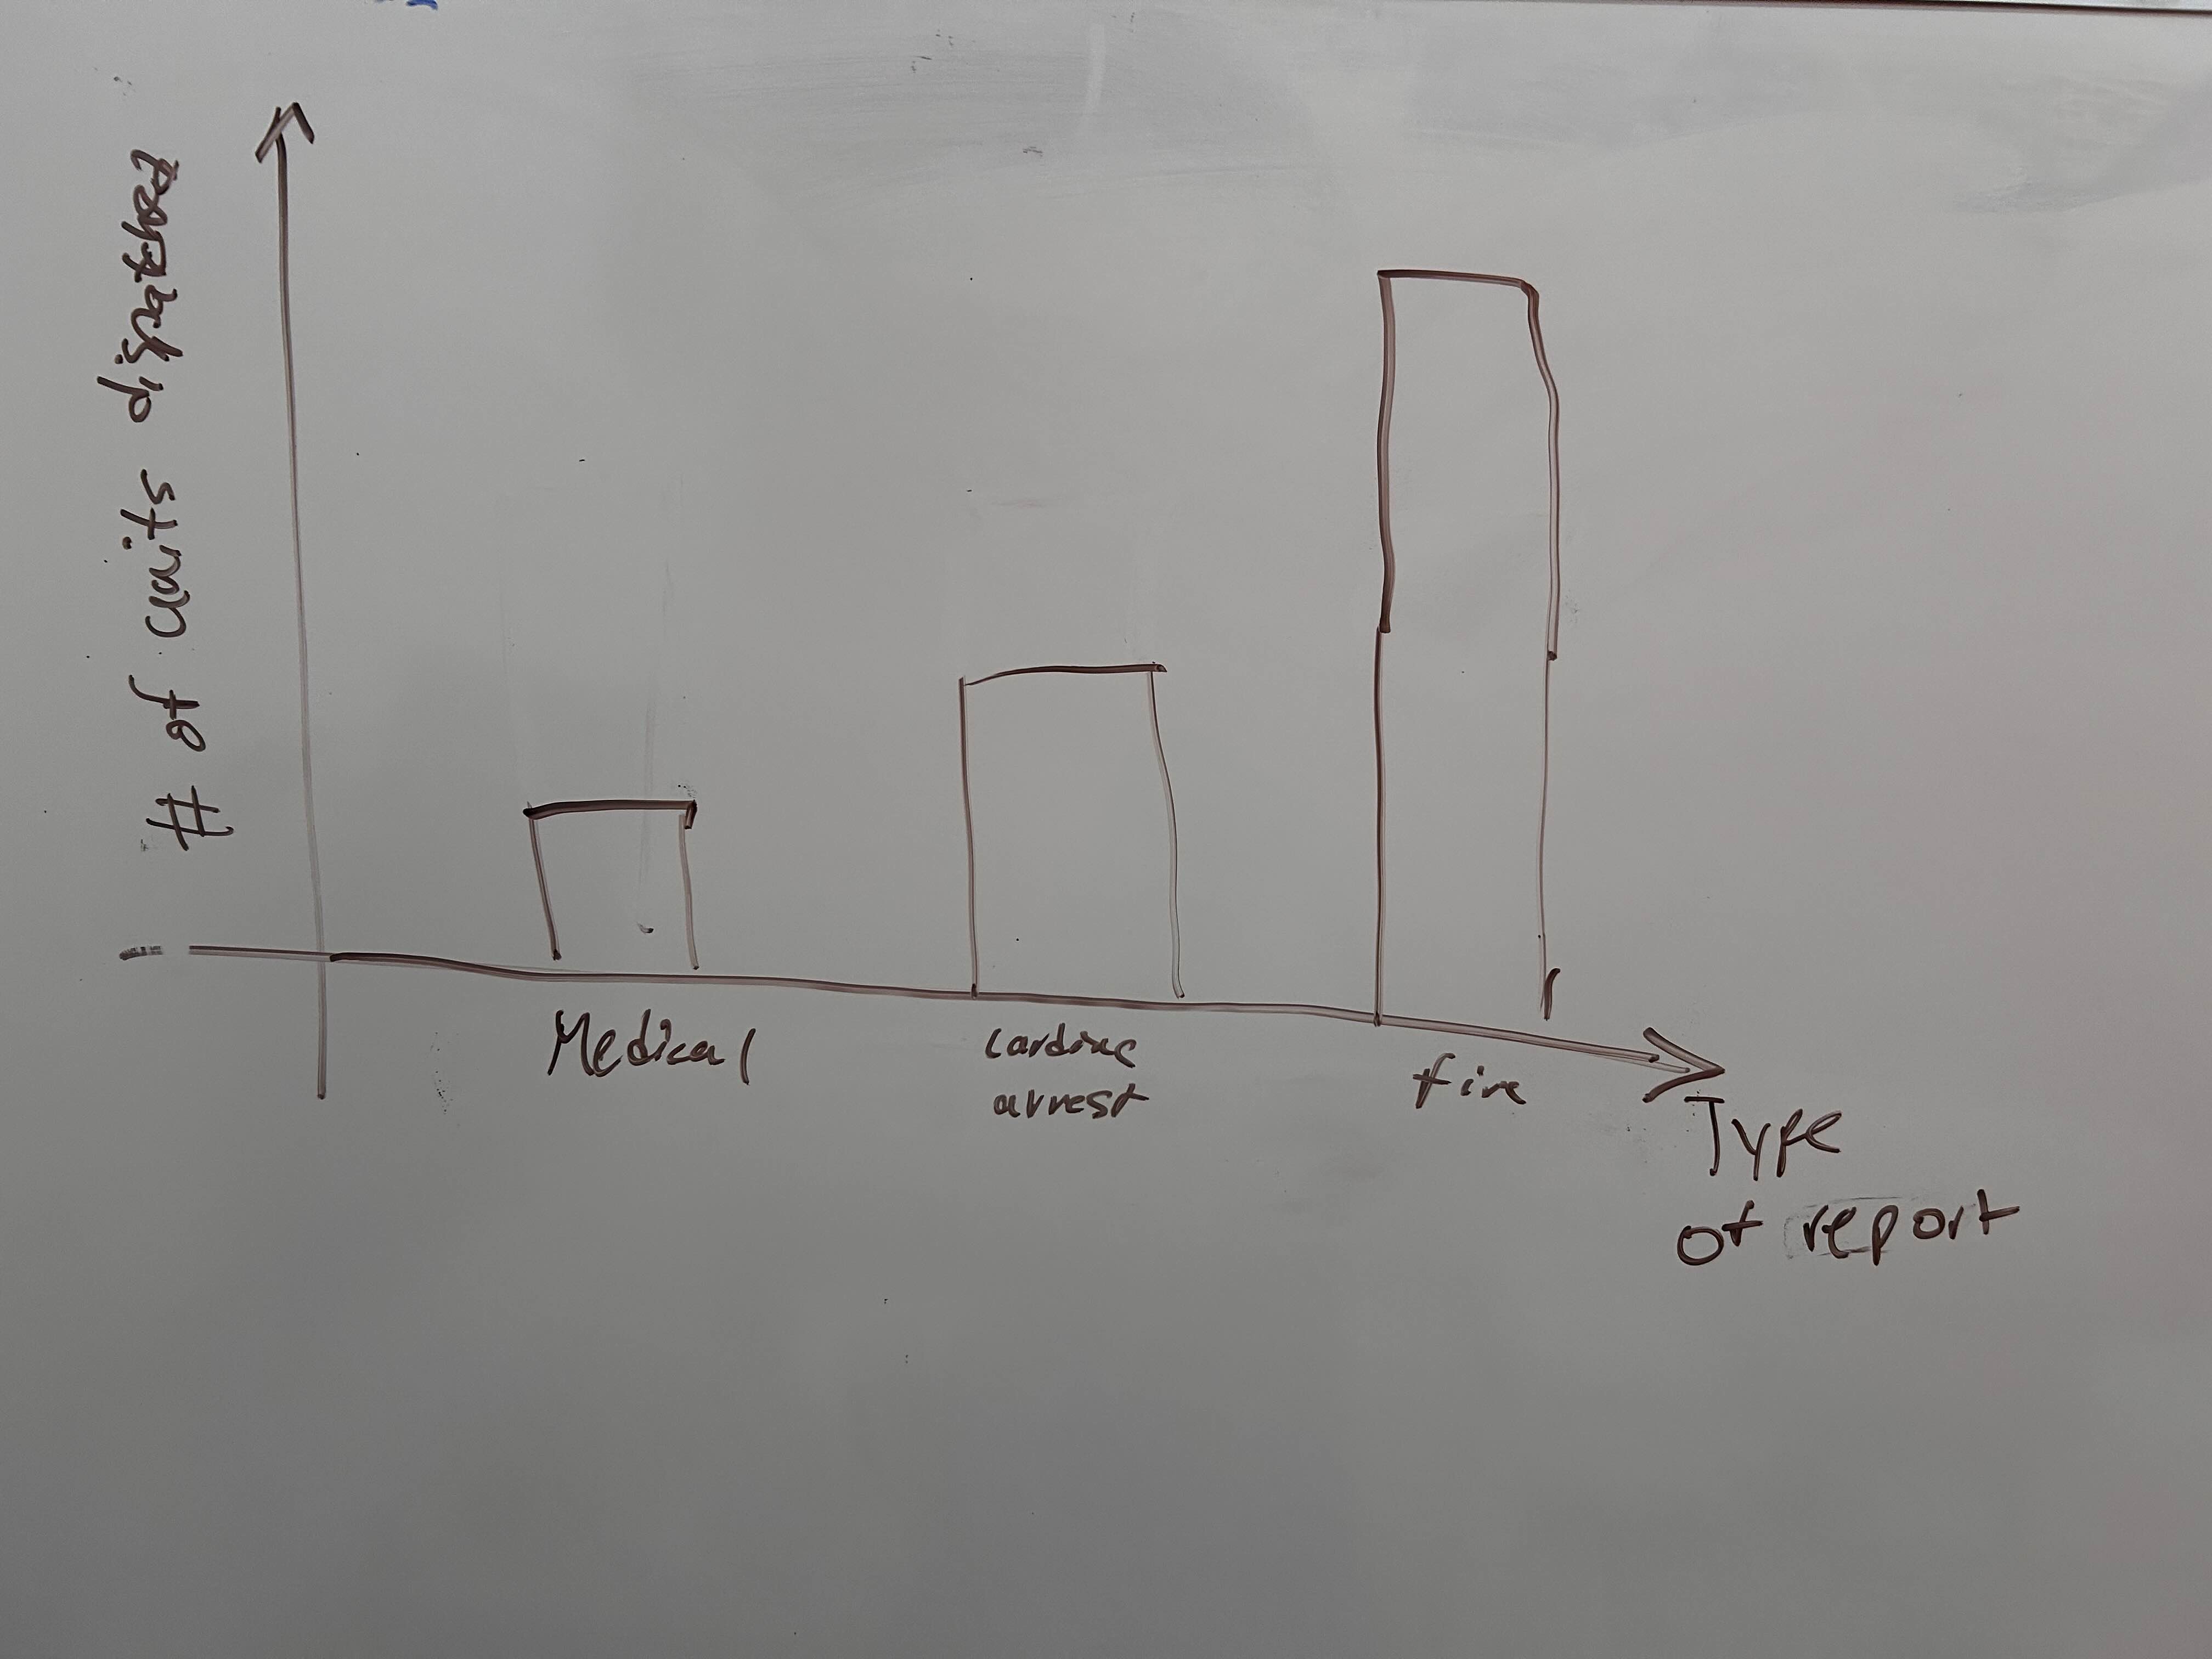 # of units dispatched
Medical
cardiac
arrest
fire
Type
of report